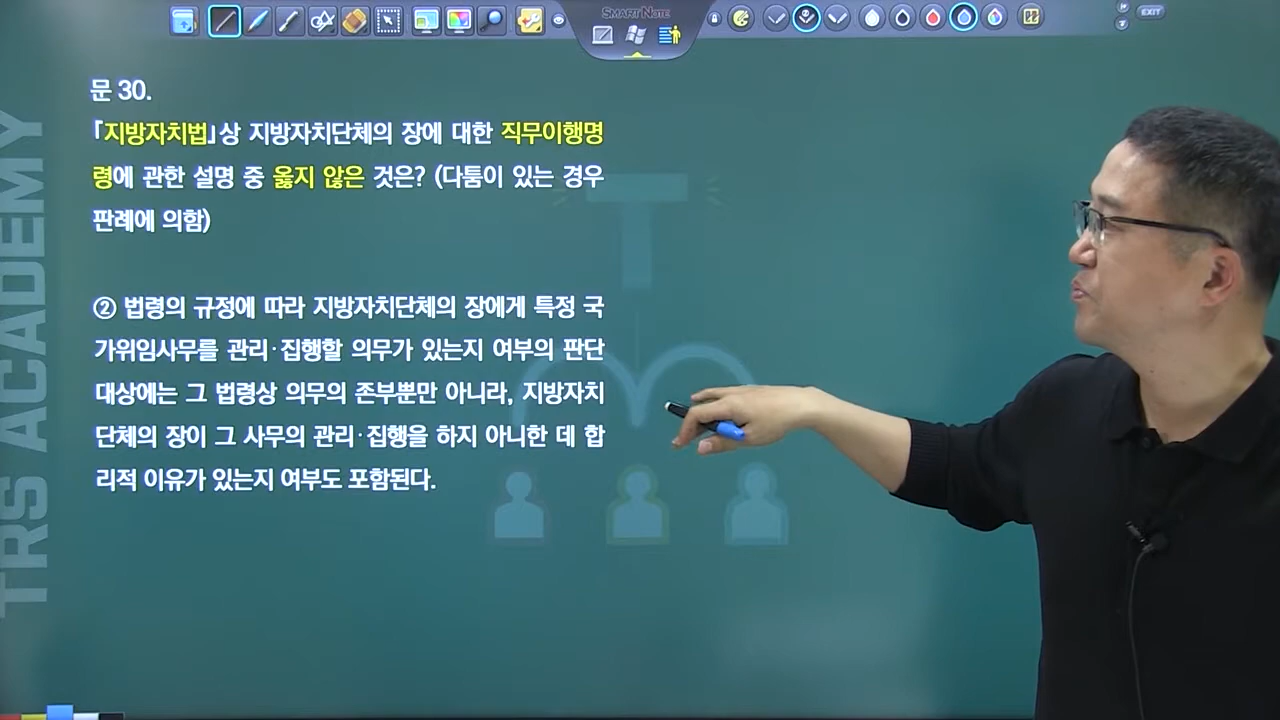 SMART NOTE
EXIT
문 30.
「지방자치법」상 지방자치단체의 장에 대한 직무이행명
령에 관한 설명 중 옳지 않은 것은? (다툼이 있는 경우
판례에 의함)
② 법령의 규정에 따라 지방자치단체의 장에게 특정 국
가위임사무를 관리·집행할 의무가 있는지 여부의 판단
대상에는 그 법령상 의무의 존부뿐만 아니라, 지방자치
단체의 장이 그 사무의 관리·집행을 하지 아니한 데 합
리적 이유가 있는지 여부도 포함된다.
TRS ACADEMY